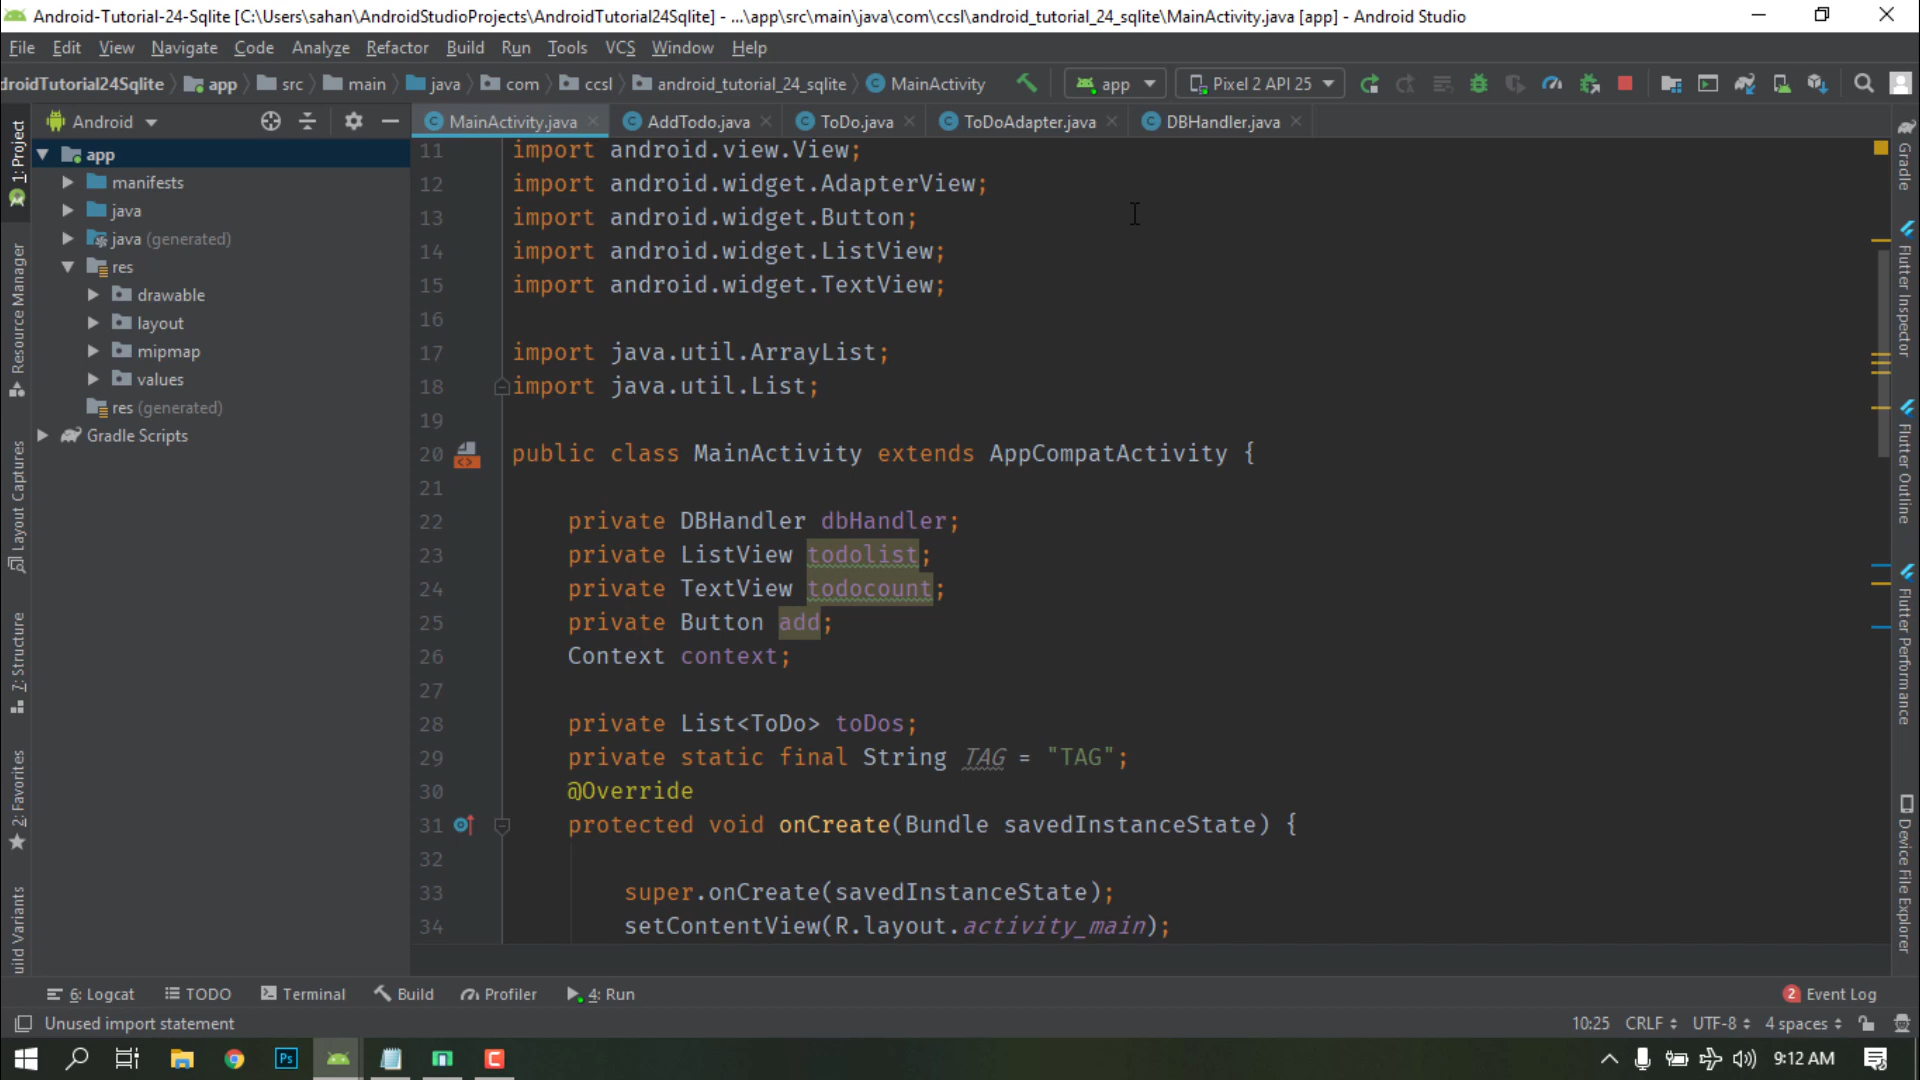 Android-Tutorial-24-Sqlite [C:\Users\sahan\AndroidStudioProjects\AndroidTutorial24Sqlite] - ...\app\src\main\java\com\ccsl\android_tutorial_24_sqlite\MainActivity.java [app] - Android Studio
File Edit View Navigate Code Analyze Refactor Build Run Tools VCS Window Help
droidTutorial24Sqlite app src main java com ccsl android_tutorial_24_sqlite MainActivity app Pixel 2 API 25
Android MainActivity.java AddTodo.java ToDo.java ToDoAdapter.java DBHandler.java
1: Project
Resource Manager
Layout Captures
7: Structure
2: Favorites
uild Variants
app
manifests
java
java (generated)
res
drawable
layout
mipmap
values
res (generated)
Gradle Scripts
11 import android.view.View;
12 import android.widget.AdapterView;
13 import android.widget.Button;
14 import android.widget.ListView;
15 import android.widget.TextView;
16
17 import java.util.ArrayList;
18 import java.util.List;
19
20 public class MainActivity extends AppCompatActivity {
21
22 private DBHandler dbHandler;
23 private ListView todolist;
24 private TextView todocount;
25 private Button add;
26 Context context;
27
28 private List<ToDo> toDos;
29 private static final String TAG = "TAG";
30 @Override
31 protected void onCreate(Bundle savedInstanceState) {
32
33 super.onCreate(savedInstanceState);
34 setContentView(R.layout.activity_main);
Gradle
Flutter Inspector
Flutter Outline
Flutter Performance
Device File Explorer
6: Logcat TODO Terminal Build Profiler 4: Run 2 Event Log
Unused import statement 10:25 CRLF UTF-8 4 spaces
Ps C 9:12 AM